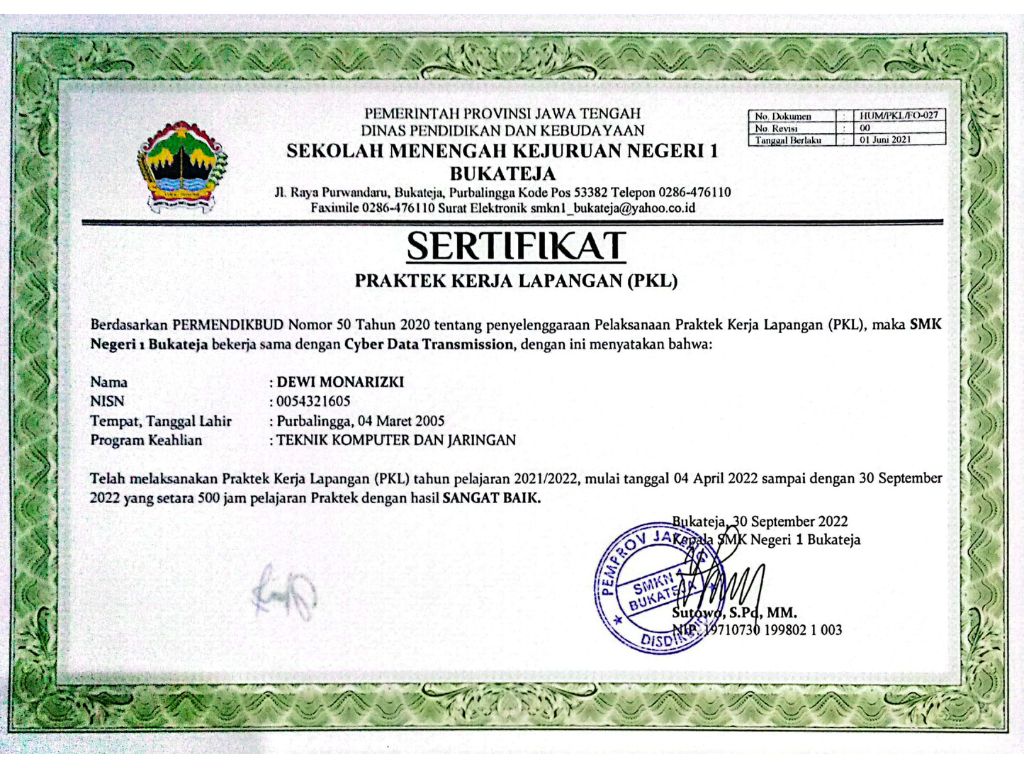 PEMERINTAH PROVINSI JAWA TENGAH
DINAS PENDIDIKAN DAN KEBUDAYAAN
SEKOLAH MENENGAH KEJURUAN NEGERI 1
BUKATEJA
Jl. Raya Purwandaru, Bukateja, Purbalingga Kode Pos 53382 Telepon 0286-476110
Faximile 0286-476110 Surat Elektronik smkn1_bukateja@yahoo.co.id
No. Dokumen : HUM/PKL/FO-027
No. Revisi : 00
Tanggal Berlaku : 01 Juni 2021
SERTIFIKAT
PRAKTEK KERJA LAPANGAN (PKL)
Berdasarkan PERMENDIKBUD Nomor 50 Tahun 2020 tentang penyelenggaraan Pelaksanaan Praktek Kerja Lapangan (PKL), maka SMK
Negeri 1 Bukateja bekerja sama dengan Cyber Data Transmission, dengan ini menyatakan bahwa:
Nama : DEWI MONARIZKI
NISN : 0054321605
Tempat, Tanggal Lahir : Purbalingga, 04 Maret 2005
Program Keahlian : TEKNIK KOMPUTER DAN JARINGAN
Telah melaksanakan Praktek Kerja Lapangan (PKL) tahun pelajaran 2021/2022, mulai tanggal 04 April 2022 sampai dengan 30 September
2022 yang setara 500 jam pelajaran Praktek dengan hasil SANGAT BAIK.
Bukateja, 30 September 2022
Kepala SMK Negeri 1 Bukateja
PEMPROV JATENG
SMKN 1
BUKATEJA
Sutowo, S.Pd, MM.
NIP. 19710730 199802 1 003